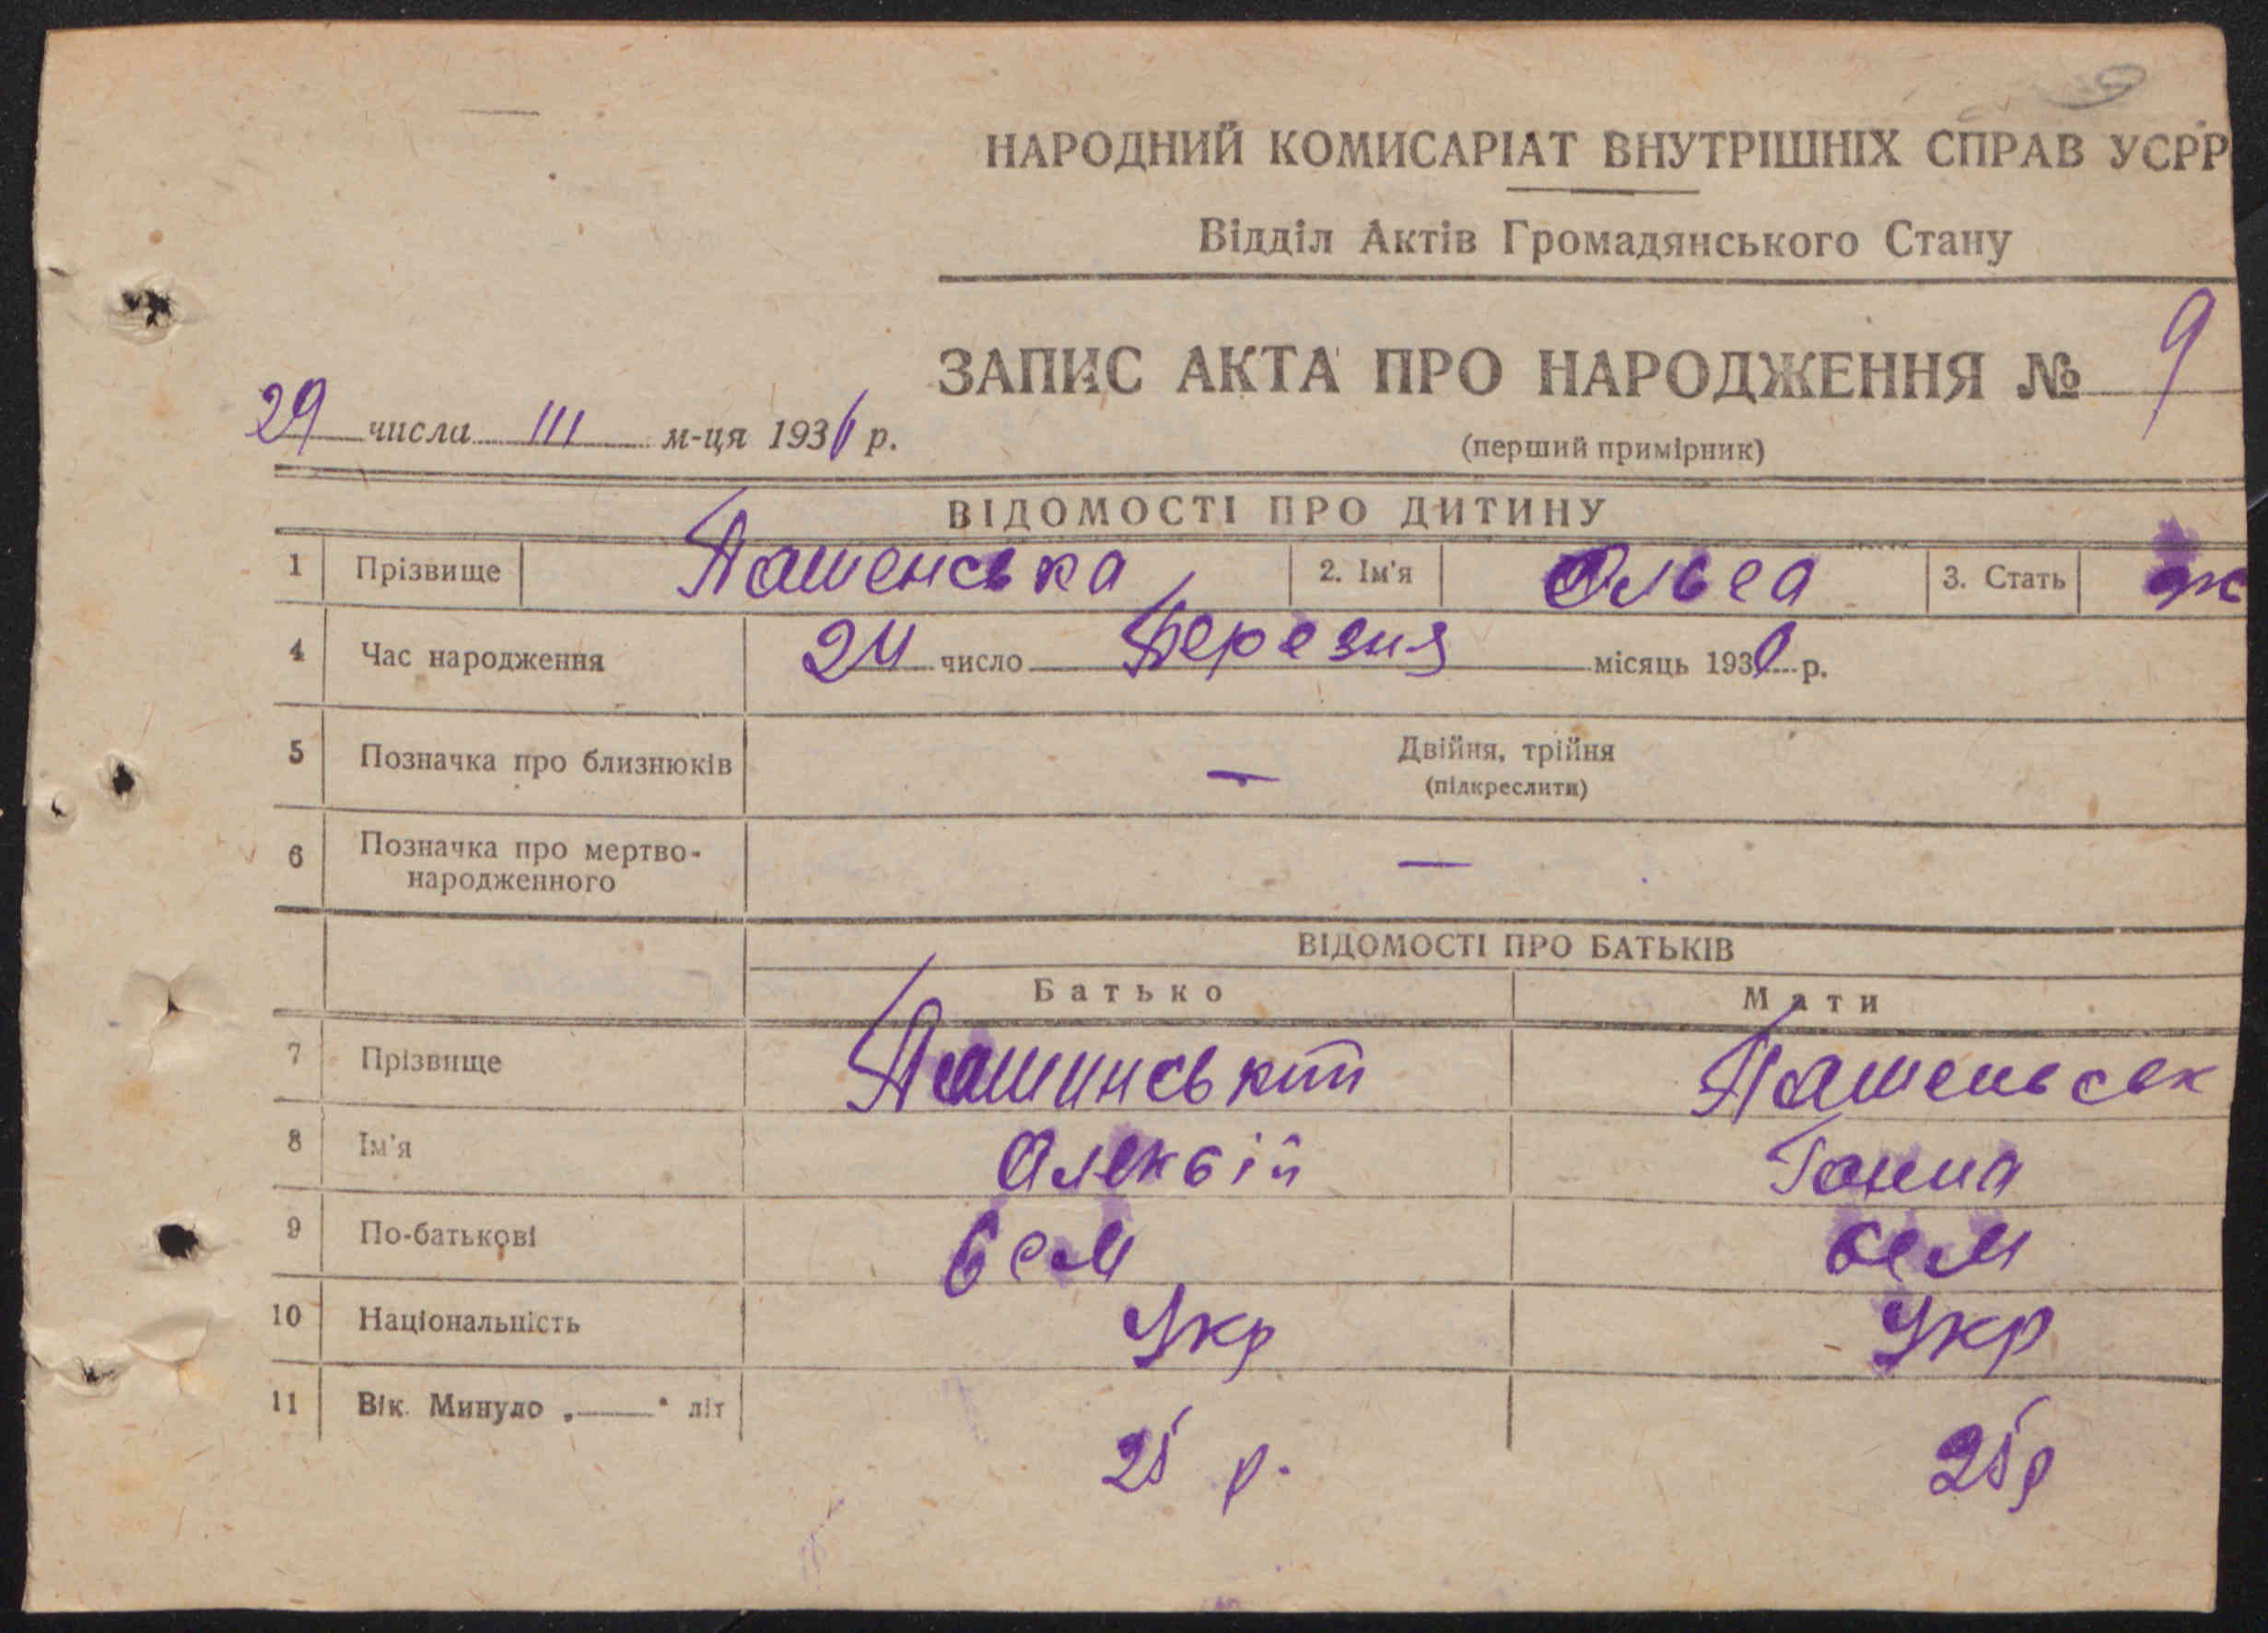 НАРОДНИЙ КОМИСАРІАТ ВНУТРІШНІХ СПРАВ УСРР
Відділ Актів Громадянського Стану
ЗАПИС АКТА ПРО НАРОДЖЕННЯ № 9
29 числа III м-ця 193 р.
(перший примірник)
ВІДОМОСТІ ПРО ДИТИНУ
1 Прізвище Пашенська 2. Ім'я Ольга 3. Стать ж
4 Час народження 24 число Березня місяць 193 р.
5 Позначка про близнюків — Двійня, трійня
(підкреслити)
6 Позначка про мертво-
народженного —
ВІДОМОСТІ ПРО БАТЬКІВ
Батько Мати
7 Прізвище Пашинський Пашеньськ
8 Ім'я Олексій Ганна
9 По-батькові
10 Національність Укр Укр
11 Вік. Минуло „——“ літ
25 р. 25 р